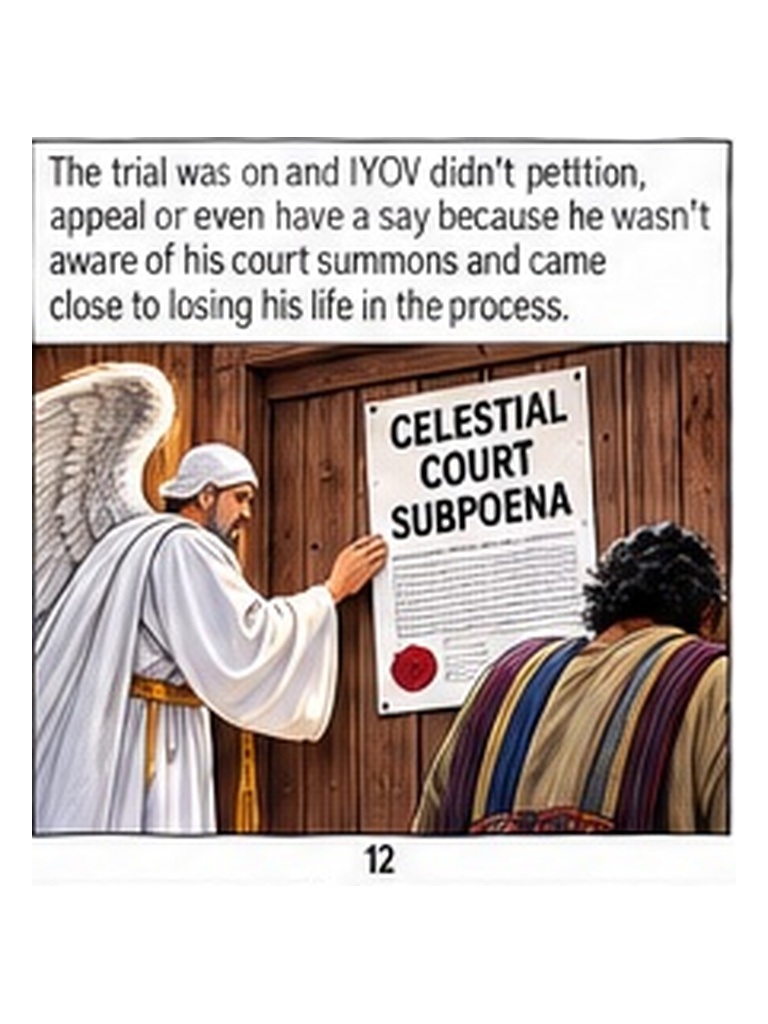 The trial was on and IYOV didn't petttion,
appeal or even have a say because he wasn't
aware of his court summons and came
close to losing his life in the process.
CELESTIAL
COURT
SUBPOENA
12